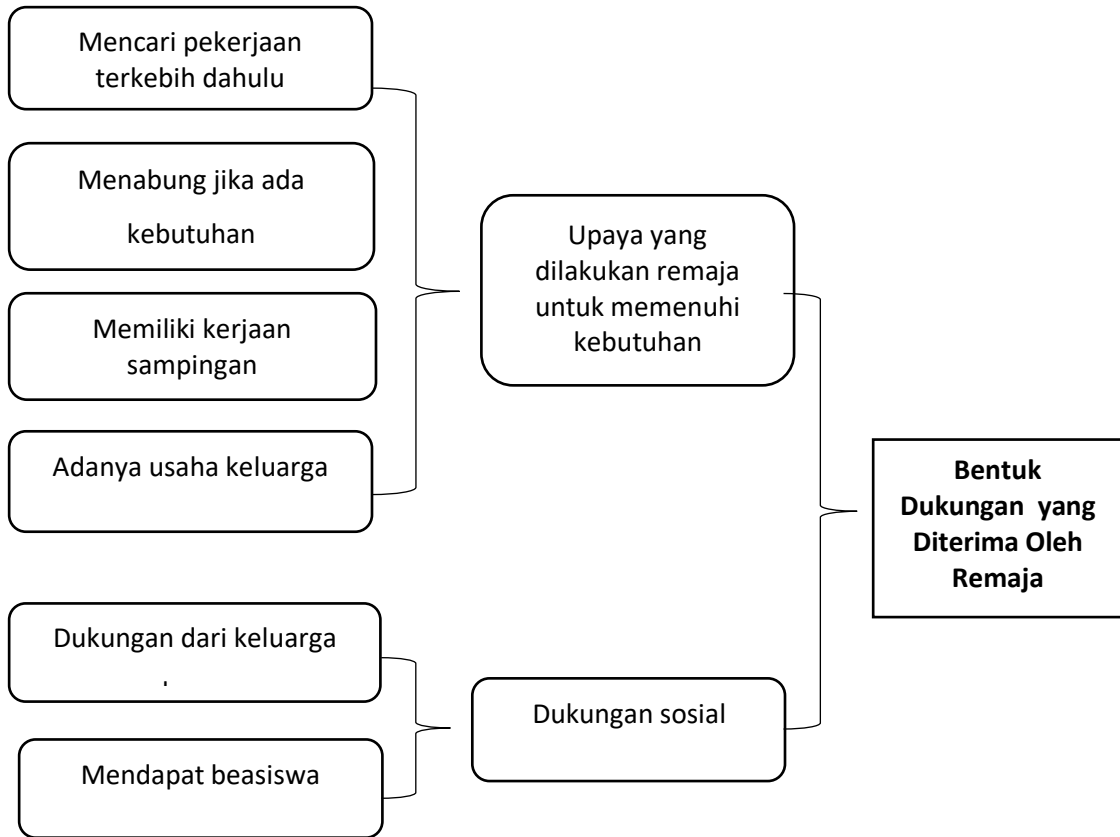 Mencari pekerjaan
terkebih dahulu
Menabung jika ada
kebutuhan
Memiliki kerjaan
sampingan
Adanya usaha keluarga
Dukungan dari keluarga
Mendapat beasiswa
Upaya yang
dilakukan remaja
untuk memenuhi
kebutuhan
Dukungan sosial
Bentuk
Dukungan yang
Diterima Oleh
Remaja